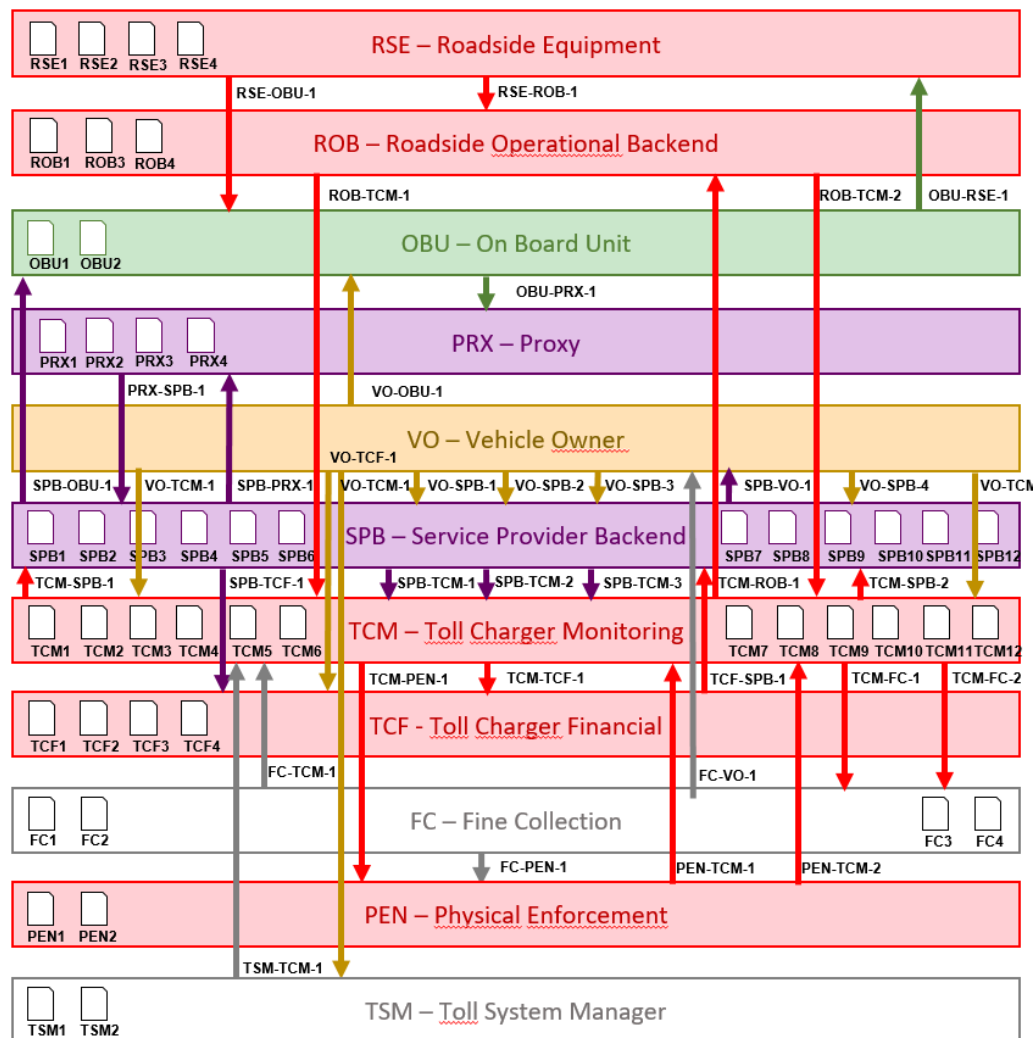 RSE – Roadside Equipment
RSE1 RSE2 RSE3 RSE4
RSE-OBU-1 RSE-ROB-1
ROB – Roadside Operational Backend
ROB1 ROB3 ROB4
ROB-TCM-1 ROB-TCM-2 OBU-RSE-1
OBU – On Board Unit
OBU1 OBU2
OBU-PRX-1
PRX – Proxy
PRX1 PRX2 PRX3 PRX4
PRX-SPB-1 VO-OBU-1
VO – Vehicle Owner
VO-TCF-1
SPB-OBU-1 VO-TCM-1 SPB-PRX-1 VO-TCM-1 VO-SPB-1 VO-SPB-2 VO-SPB-3 SPB-VO-1 VO-SPB-4 VO-TCM
SPB – Service Provider Backend
SPB1 SPB2 SPB3 SPB4 SPB5 SPB6 SPB7 SPB8 SPB9 SPB10 SPB11 SPB12
TCM-SPB-1 SPB-TCF-1 SPB-TCM-1 SPB-TCM-2 SPB-TCM-3 TCM-ROB-1 TCM-SPB-2
TCM – Toll Charger Monitoring
TCM1 TCM2 TCM3 TCM4 TCM5 TCM6 TCM7 TCM8 TCM9 TCM10 TCM11 TCM12
TCM-PEN-1 TCM-TCF-1 TCF-SPB-1 TCM-FC-1 TCM-FC-2
TCF - Toll Charger Financial
TCF1 TCF2 TCF3 TCF4
FC-TCM-1 FC-VO-1
FC – Fine Collection
FC1 FC2 FC3 FC4
FC-PEN-1 PEN-TCM-1 PEN-TCM-2
PEN – Physical Enforcement
PEN1 PEN2
TSM-TCM-1
TSM – Toll System Manager
TSM1 TSM2